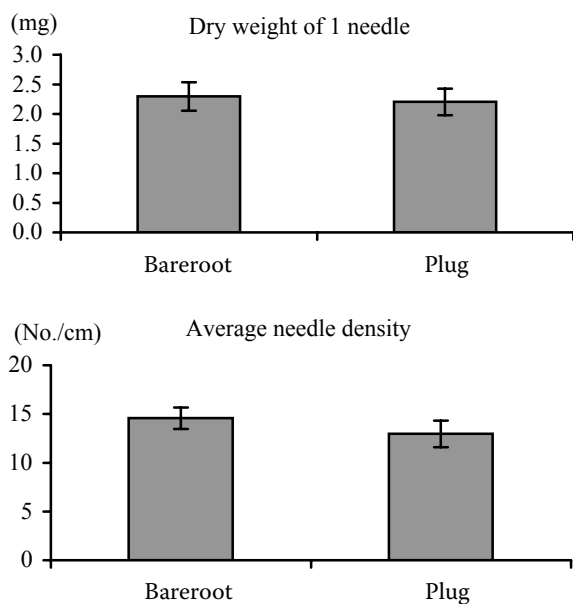 (mg)
Dry weight of 1 needle
3.0
2.5
2.0
1.5
1.0
0.5
0.0
Bareroot Plug
(No./cm)
Average needle density
20
15
10
5
0
Bareroot Plug